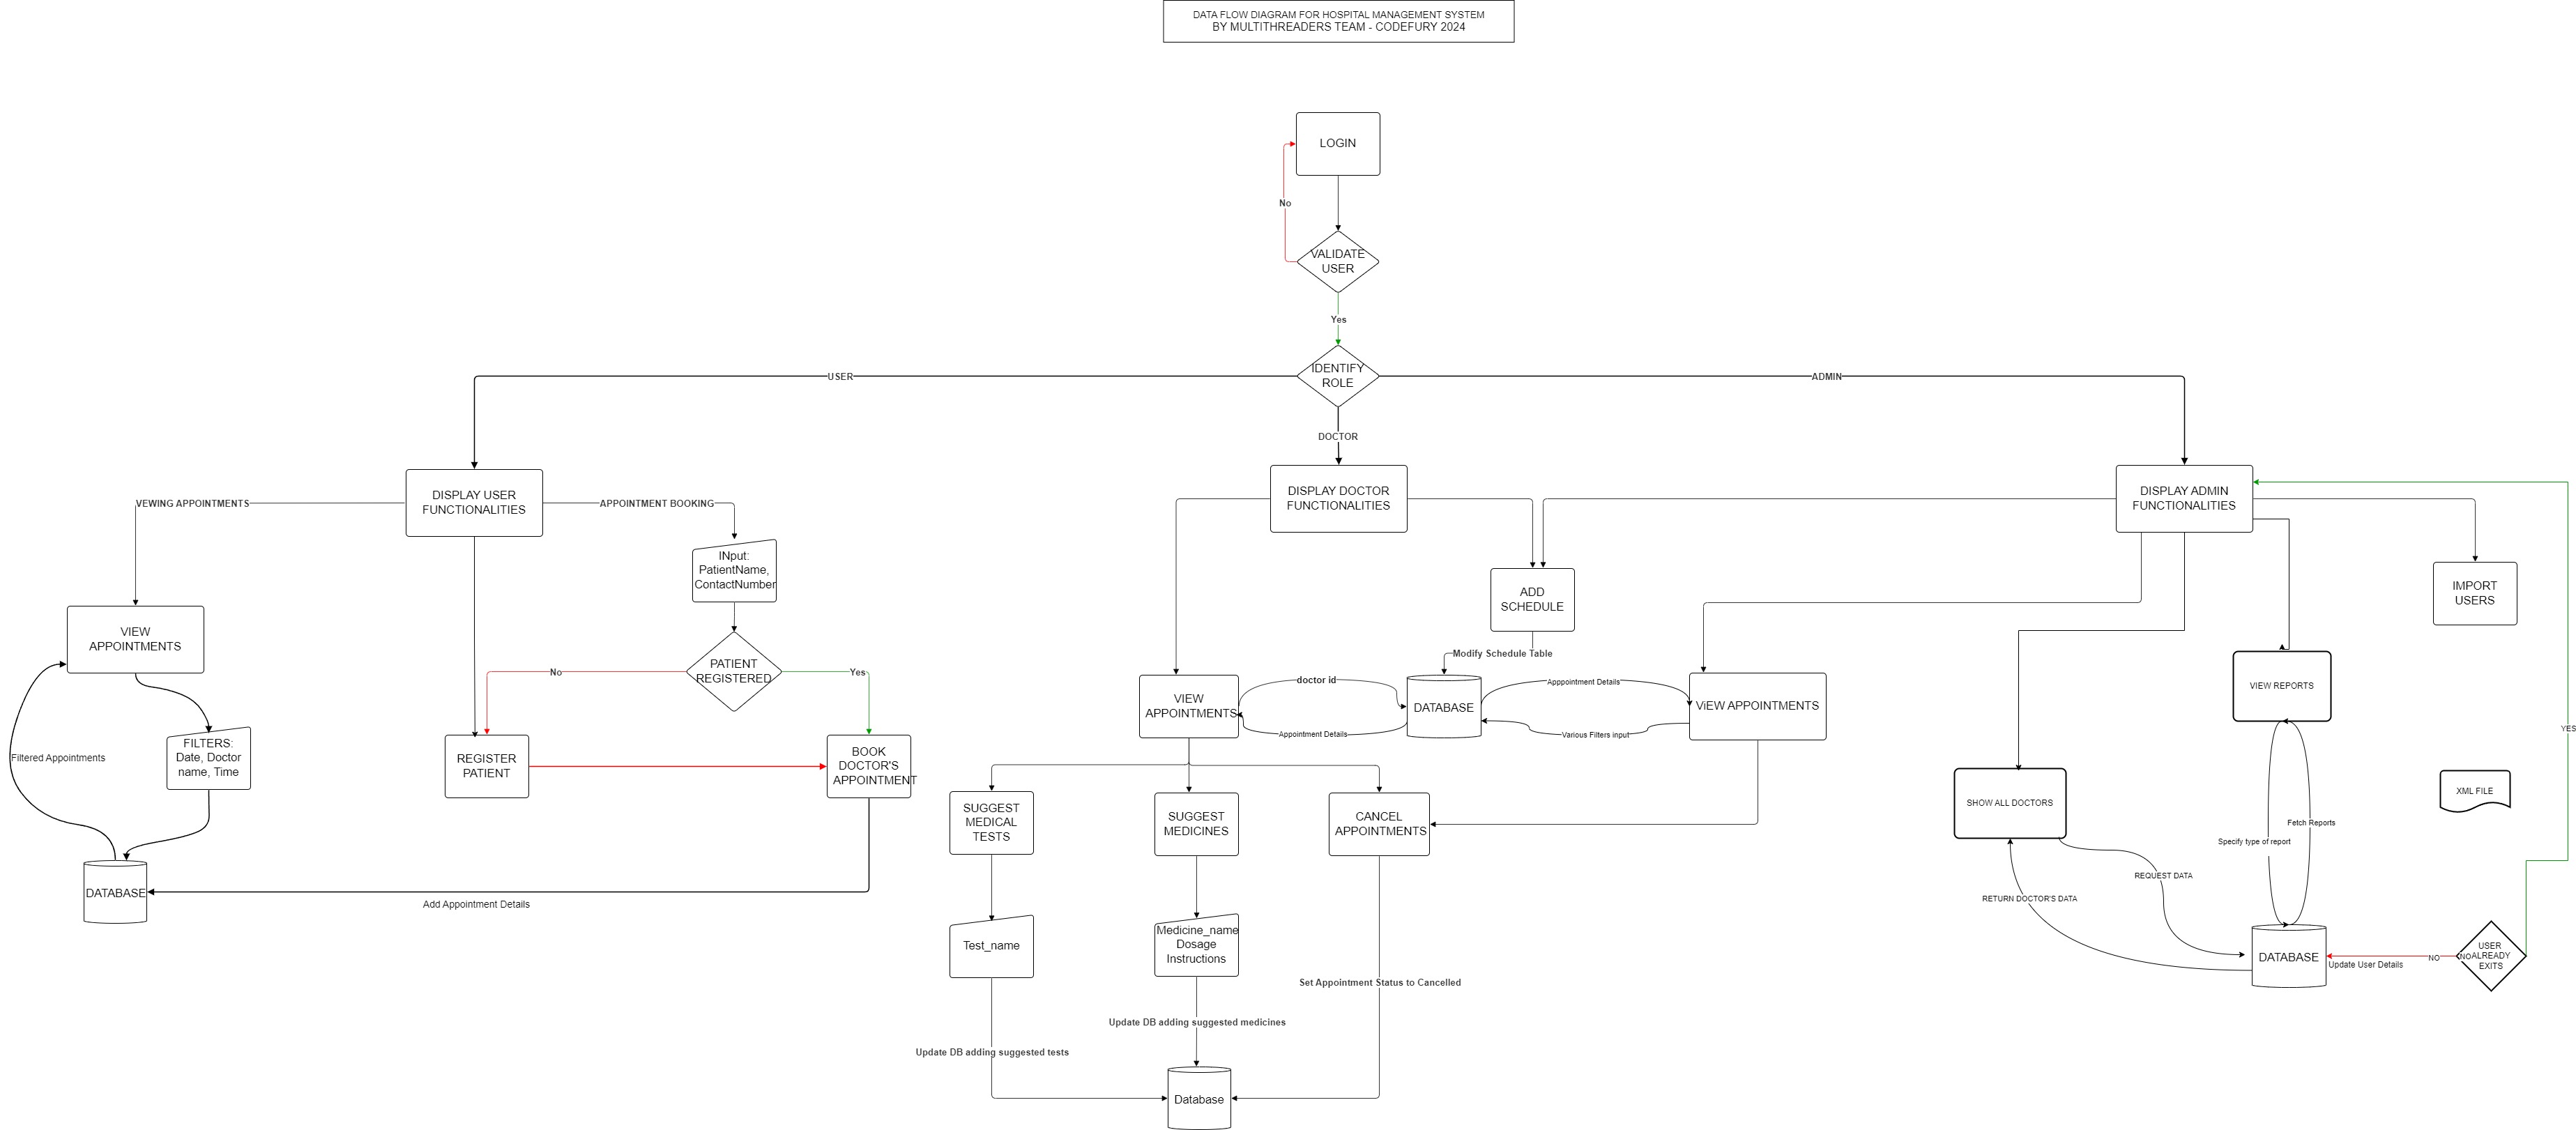 DATA FLOW DIAGRAM FOR HOSPITAL MANAGEMENT SYSTEM
BY MULTITHREADERS TEAM - CODEFURY 2024
LOGIN
No
VALIDATE
USER
Yes
IDENTIFY
ROLE
USER
ADMIN
DOCTOR
DISPLAY USER
FUNCTIONALITIES
VEWING APPOINTMENTS
APPOINTMENT BOOKING
DISPLAY DOCTOR
FUNCTIONALITIES
DISPLAY ADMIN
FUNCTIONALITIES
INput:
PatientName,
ContactNumber
ADD
SCHEDULE
IMPORT
USERS
VIEW
APPOINTMENTS
PATIENT
REGISTERED
No
Yes
Modify Schedule Table
doctor id
VIEW
APPOINTMENTS
DATABASE
Apppointment Details
Appointment Details
Various Filters input
ViEW APPOINTMENTS
VIEW REPORTS
YES
FILTERS:
Date, Doctor
name, Time
Filtered Appointments
REGISTER
PATIENT
BOOK
DOCTOR'S
APPOINTMENT
SUGGEST
MEDICAL
TESTS
SUGGEST
MEDICINES
CANCEL
APPOINTMENTS
SHOW ALL DOCTORS
XML FILE
Fetch Reports
Specify type of report
REQUEST DATA
RETURN DOCTOR'S DATA
DATABASE
Add Appointment Details
Test_name
Medicine_name
Dosage
Instructions
DATABASE
Update User Details
NO
NO
USER
ALREADY
EXITS
Set Appointment Status to Cancelled
Update DB adding suggested medicines
Update DB adding suggested tests
Database